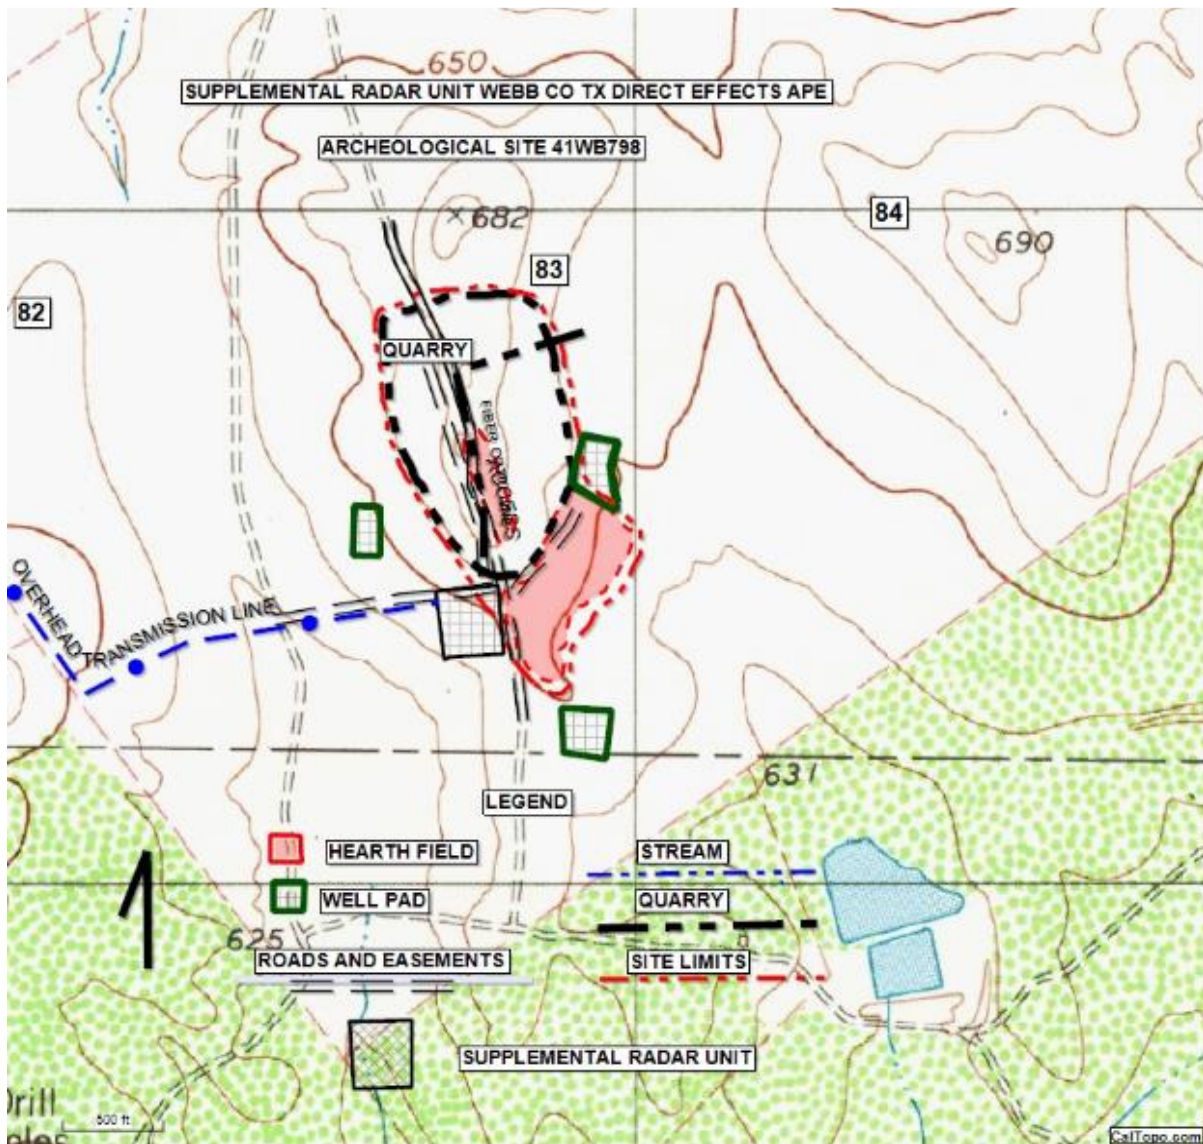 650
SUPPLEMENTAL RADAR UNIT WEBB CO TX DIRECT EFFECTS APE
ARCHEOLOGICAL SITE 41WB798
682
84
690
83
82
QUARRY
FIBER
OVERHEAD TRANSMISSION LINE
631
LEGEND
HEARTH FIELD
STREAM
WELL PAD
QUARRY
625
ROADS AND EASEMENTS
SITE LIMITS
SUPPLEMENTAL RADAR UNIT
500 ft
CalTopo.com